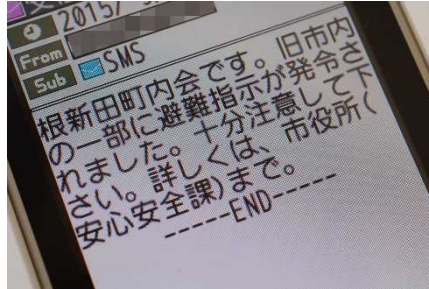 2015/
From
Sub SMS
根新田町内会です。旧市内
の一部に避難指示が発令さ
れました。十分注意して下
さい。詳しくは、市役所(
安心安全課)まで。
-----END-----